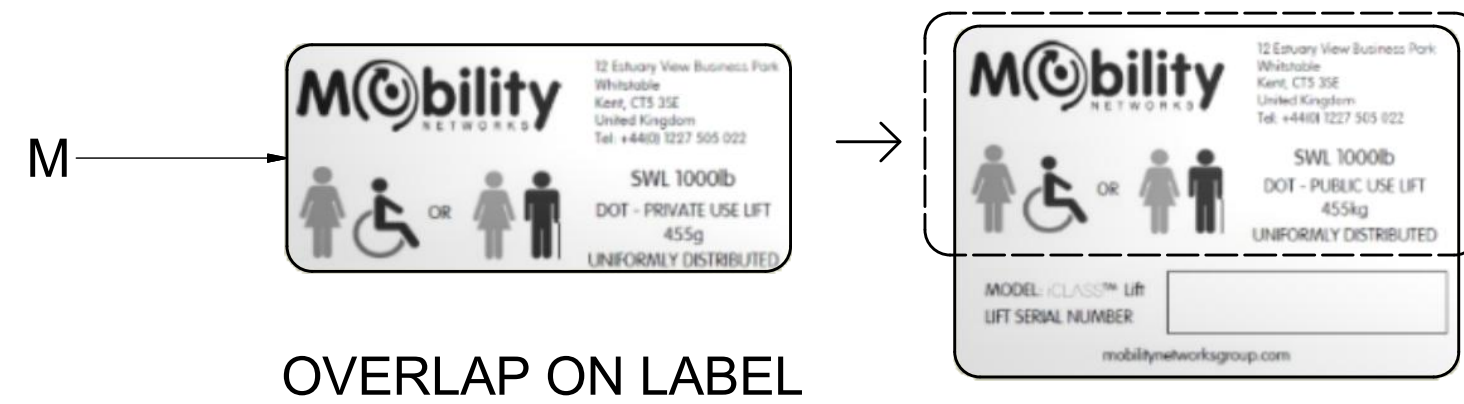 M
Mobility
NETWORKS
12 Estuary View Business Park
Whitstable
Kent, CT5 3SE
United Kingdom
Tel: +44(0) 1227 505 022
OR
SWL 1000lb
DOT - PRIVATE USE LIFT
455g
UNIFORMLY DISTRIBUTED
OVERLAP ON LABEL
Mobility
NETWORKS
12 Estuary View Business Park
Whitstable
Kent, CT5 3SE
United Kingdom
Tel: +44(0) 1227 505 022
OR
SWL 1000lb
DOT - PUBLIC USE LIFT
455kg
UNIFORMLY DISTRIBUTED
MODEL: iCLASS™ Lift
LIFT SERIAL NUMBER
mobilitynetworksgroup.com